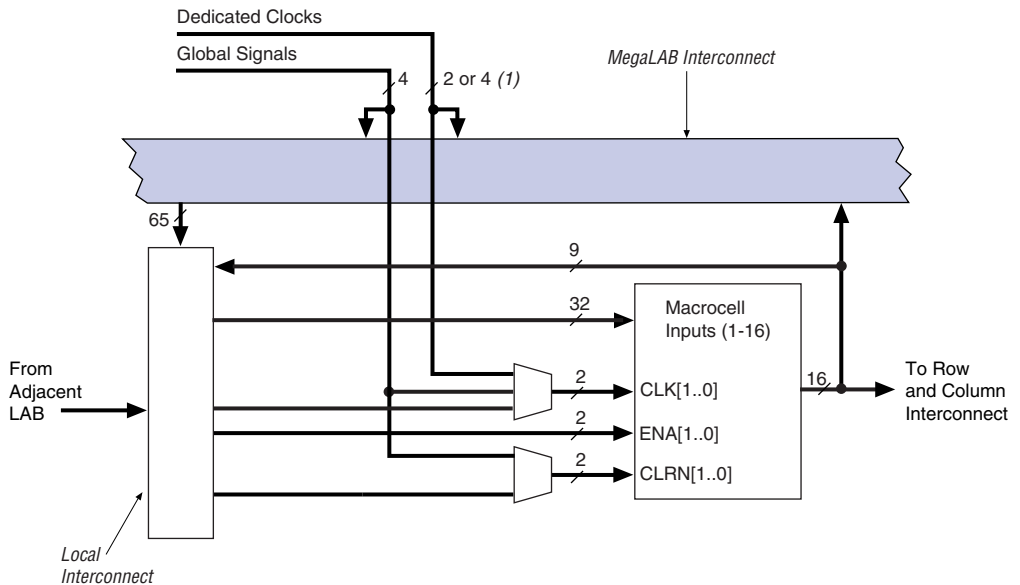 Dedicated Clocks
Global Signals
4
2 or 4 (1)
MegaLAB Interconnect
65
9
32
Macrocell
Inputs (1-16)
From
Adjacent
LAB
2
CLK[1..0]
16
To Row
and Column
Interconnect
2
ENA[1..0]
2
CLRN[1..0]
Local
Interconnect